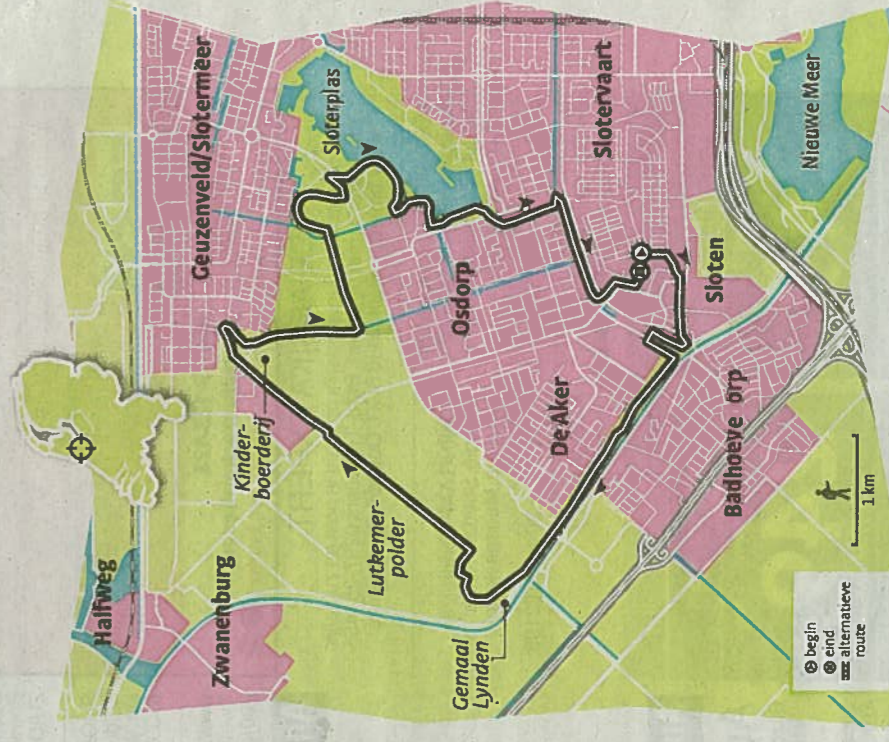 Halfweg
Zwanenburg
Kinder-
boerderij
Lutkemer-
polder
Gemaal
Lynden
Geuzenveld/Slotermeer
Sloterplas
Osdorp
De Aker
Slotervaart
Sloten
Badhoeve orp
Nieuwe Meer
1 km
begin
eind
alternatieve
route